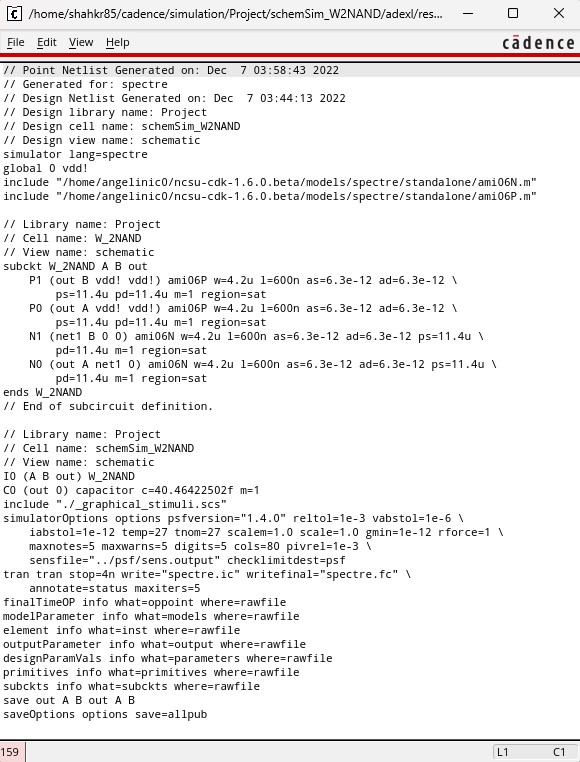 /home/shahkr85/cadence/simulation/Project/schemSim_W2NAND/adexl/res...
File Edit View Help
cādence
// Point Netlist Generated on: Dec  7 03:58:43 2022
// Generated for: spectre
// Design Netlist Generated on: Dec  7 03:44:13 2022
// Design library name: Project
// Design cell name: schemSim_W2NAND
// Design view name: schematic
simulator lang=spectre
global 0 vdd!
include "/home/angelinic0/ncsu-cdk-1.6.0.beta/models/spectre/standalone/ami06N.m"
include "/home/angelinic0/ncsu-cdk-1.6.0.beta/models/spectre/standalone/ami06P.m"
// Library name: Project
// Cell name: W_2NAND
// View name: schematic
subckt W_2NAND A B out
P1 (out B vdd! vdd!) ami06P w=4.2u l=600n as=6.3e-12 ad=6.3e-12 \
ps=11.4u pd=11.4u m=1 region=sat
P0 (out A vdd! vdd!) ami06P w=4.2u l=600n as=6.3e-12 ad=6.3e-12 \
ps=11.4u pd=11.4u m=1 region=sat
N1 (net1 B 0 0) ami06N w=4.2u l=600n as=6.3e-12 ad=6.3e-12 ps=11.4u \
pd=11.4u m=1 region=sat
N0 (out A net1 0) ami06N w=4.2u l=600n as=6.3e-12 ad=6.3e-12 ps=11.4u \
pd=11.4u m=1 region=sat
ends W_2NAND
// End of subcircuit definition.
// Library name: Project
// Cell name: schemSim_W2NAND
// View name: schematic
I0 (A B out) W_2NAND
C0 (out 0) capacitor c=40.46422502f m=1
include "./_graphical_stimuli.scs"
simulatorOptions options psfversion="1.4.0" reltol=1e-3 vabstol=1e-6 \
iabstol=1e-12 temp=27 tnom=27 scalem=1.0 scale=1.0 gmin=1e-12 rforce=1 \
maxnotes=5 maxwarns=5 digits=5 cols=80 pivrel=1e-3 \
sensfile="../psf/sens.output" checklimitdest=psf
tran tran stop=4n write="spectre.ic" writefinal="spectre.fc" \
annotate=status maxiters=5
finalTimeOP info what=oppoint where=rawfile
modelParameter info what=models where=rawfile
element info what=inst where=rawfile
outputParameter info what=output where=rawfile
designParamVals info what=parameters where=rawfile
primitives info what=primitives where=rawfile
subckts info what=subckts where=rawfile
save out A B out A B
saveOptions options save=allpub
159 L1 C1